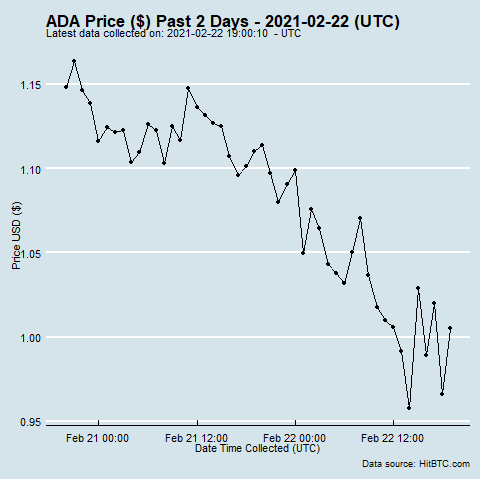 ADA Price ($) Past 2 Days - 2021-02-22 (UTC)
Latest data collected on: 2021-02-22 19:00:10 - UTC
1.15
1.10
1.05
1.00
0.95
Price USD ($)
Feb 21 00:00 Feb 21 12:00 Feb 22 00:00 Feb 22 12:00
Date Time Collected (UTC)
Data source: HitBTC.com